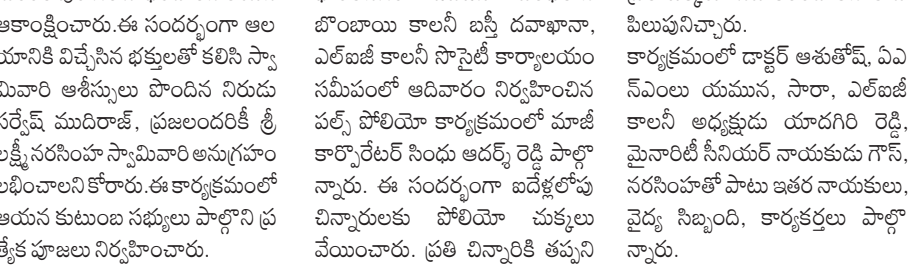 ఆకాంక్షించారు.ఈ సందర్భంగా ఆల
యానికి విచ్చేసిన భక్తులతో కలిసి స్వా
మివారి ఆశీస్సులు పొందిన నిరుడు
సర్వేష్ ముదిరాజ్, ప్రజలందరికీ శ్రీ
లక్ష్మీనరసింహ స్వామివారి అనుగ్రహం
లభించాలని కోరారు.ఈ కార్యక్రమంలో
ఆయన కుటుంబ సభ్యులు పాల్గొని ప్ర
త్యేక పూజలు నిర్వహించారు.
బొంబాయి కాలనీ బస్తీ దవాఖానా,
ఎల్ఐజీ కాలనీ సొసైటీ కార్యాలయం
సమీపంలో ఆదివారం నిర్వహించిన
పల్స్ పోలియో కార్యక్రమంలో మాజీ
కార్పొరేటర్ సింధు ఆదర్శ్ రెడ్డి పాల్గొ
న్నారు. ఈ సందర్భంగా ఐదేళ్లలోపు
చిన్నారులకు పోలియో చుక్కలు
వేయించారు. ప్రతి చిన్నారికి తప్పని
పిలుపునిచ్చారు.
కార్యక్రమంలో డాక్టర్ ఆశుతోష్, ఏఎ
న్ఎంలు యమున, సారా, ఎల్ఐజీ
కాలనీ అధ్యక్షుడు యాదగిరి రెడ్డి,
మైనారిటీ సీనియర్ నాయకుడు గౌస్,
నరసింహతో పాటు ఇతర నాయకులు,
వైద్య సిబ్బంది, కార్యకర్తలు పాల్గొ
న్నారు.